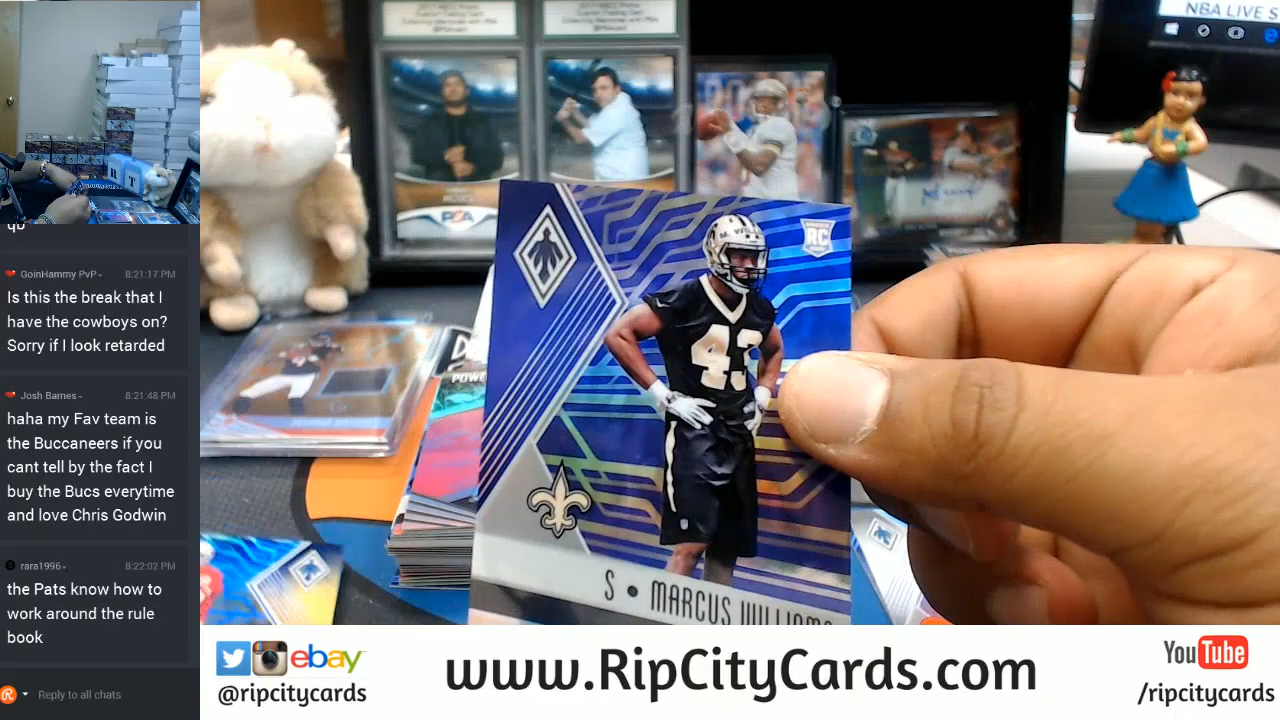 qb
GoinHammy PvP
8:21:17 PM
Is this the break that I
have the cowboys on?
Sorry if I look retarded
Josh Barnes
8:21:48 PM
haha my Fav team is
the Buccaneers if you
cant tell by the fact I
buy the Bucs everytime
and love Chris Godwin
rara1996
8:22:02 PM
the Pats know how to
work around the rule
book
Reply to all chats
NBA LIVE S
PSA
RC
M. WILL
43
POWE
S • MARCUS WILLIAMS
ebay
@ripcitycards
www.RipCityCards.com
YouTube
/ripcitycards